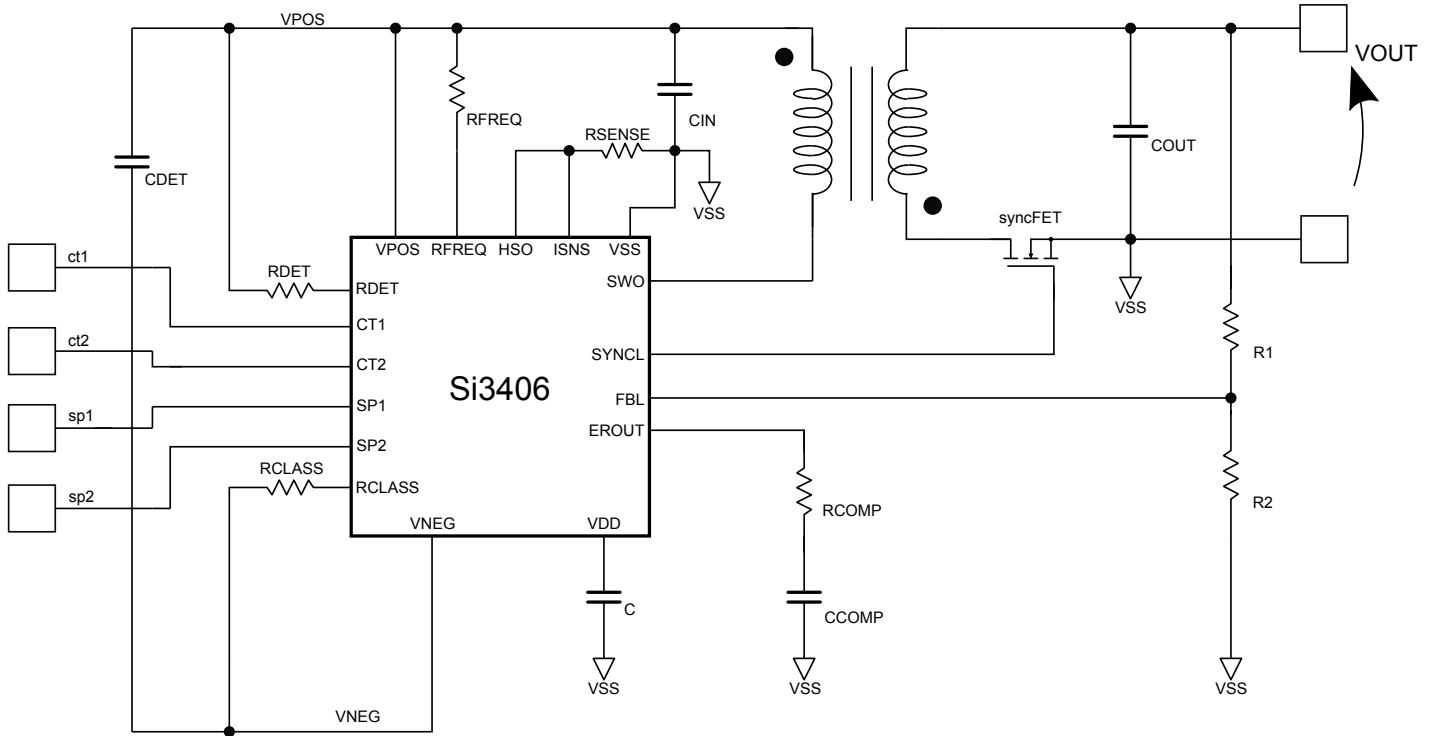 VPOS
VOUT
RFREQ
CIN
RSENSE
COUT
CDET
VSS
syncFET
ct1
VPOS RFREQ HSO ISNS VSS
RDET
SWO
RDET
VSS
CT1
ct2
SYNCL
R1
CT2
Si3406
FBL
sp1
SP1
EROUT
SP2
RCLASS
RCLASS
sp2
RCOMP
R2
VNEG VDD
C
CCOMP
VSS
VSS
VSS
VNEG